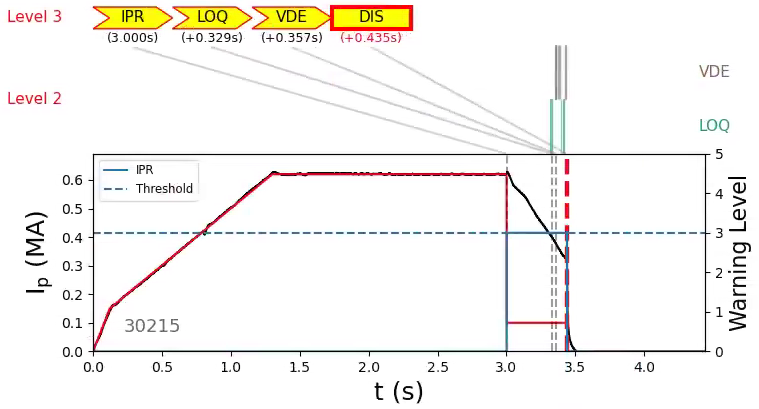 Level 3 IPR LOQ VDE DIS
(3.000s) (+0.329s) (+0.357s) (+0.435s)
VDE
Level 2
LOQ
IPR
Threshold
30215
0.0 0.1 0.2 0.3 0.4 0.5 0.6
Ip (MA)
0 1 2 3 4 5
Warning Level
0.0 0.5 1.0 1.5 2.0 2.5 3.0 3.5 4.0
t (s)